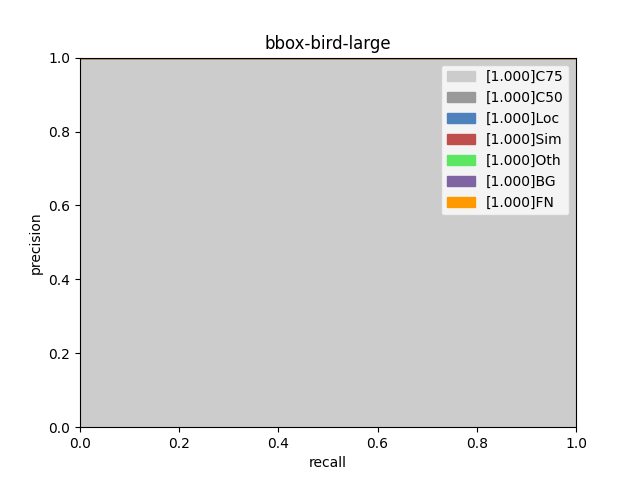 bbox-bird-large
1.0
0.8
0.6
0.4
0.2
0.0
precision
[1.000]C75
[1.000]C50
[1.000]Loc
[1.000]Sim
[1.000]Oth
[1.000]BG
[1.000]FN
0.0 0.2 0.4 0.6 0.8 1.0
recall